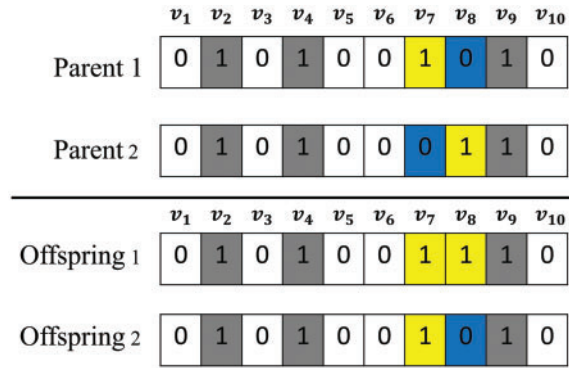 v₁ v₂ v₃ v₄ v₅ v₆ v₇ v₈ v₉ v₁₀
Parent 1 0 1 0 1 0 0 1 0 1 0
Parent 2 0 1 0 1 0 0 0 1 1 0
v₁ v₂ v₃ v₄ v₅ v₆ v₇ v₈ v₉ v₁₀
Offspring 1 0 1 0 1 0 0 1 1 1 0
Offspring 2 0 1 0 1 0 0 1 0 1 0